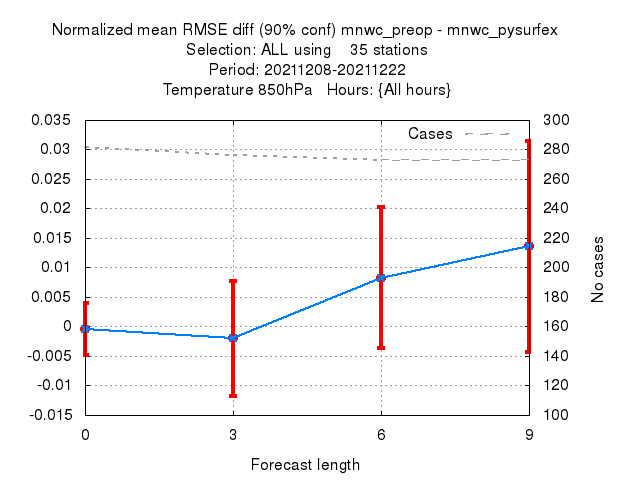 Normalized mean RMSE diff (90% conf) mnwc_preop - mnwc_pysurfex
Selection: ALL using    35 stations
Period: 20211208-20211222
Temperature 850hPa   Hours: {All hours}
0.035
0.03
0.025
0.02
0.015
0.01
0.005
0
-0.005
-0.01
-0.015
Cases
300
280
260
240
220
200
180
160
140
120
100
No cases
0 3 6 9
Forecast length